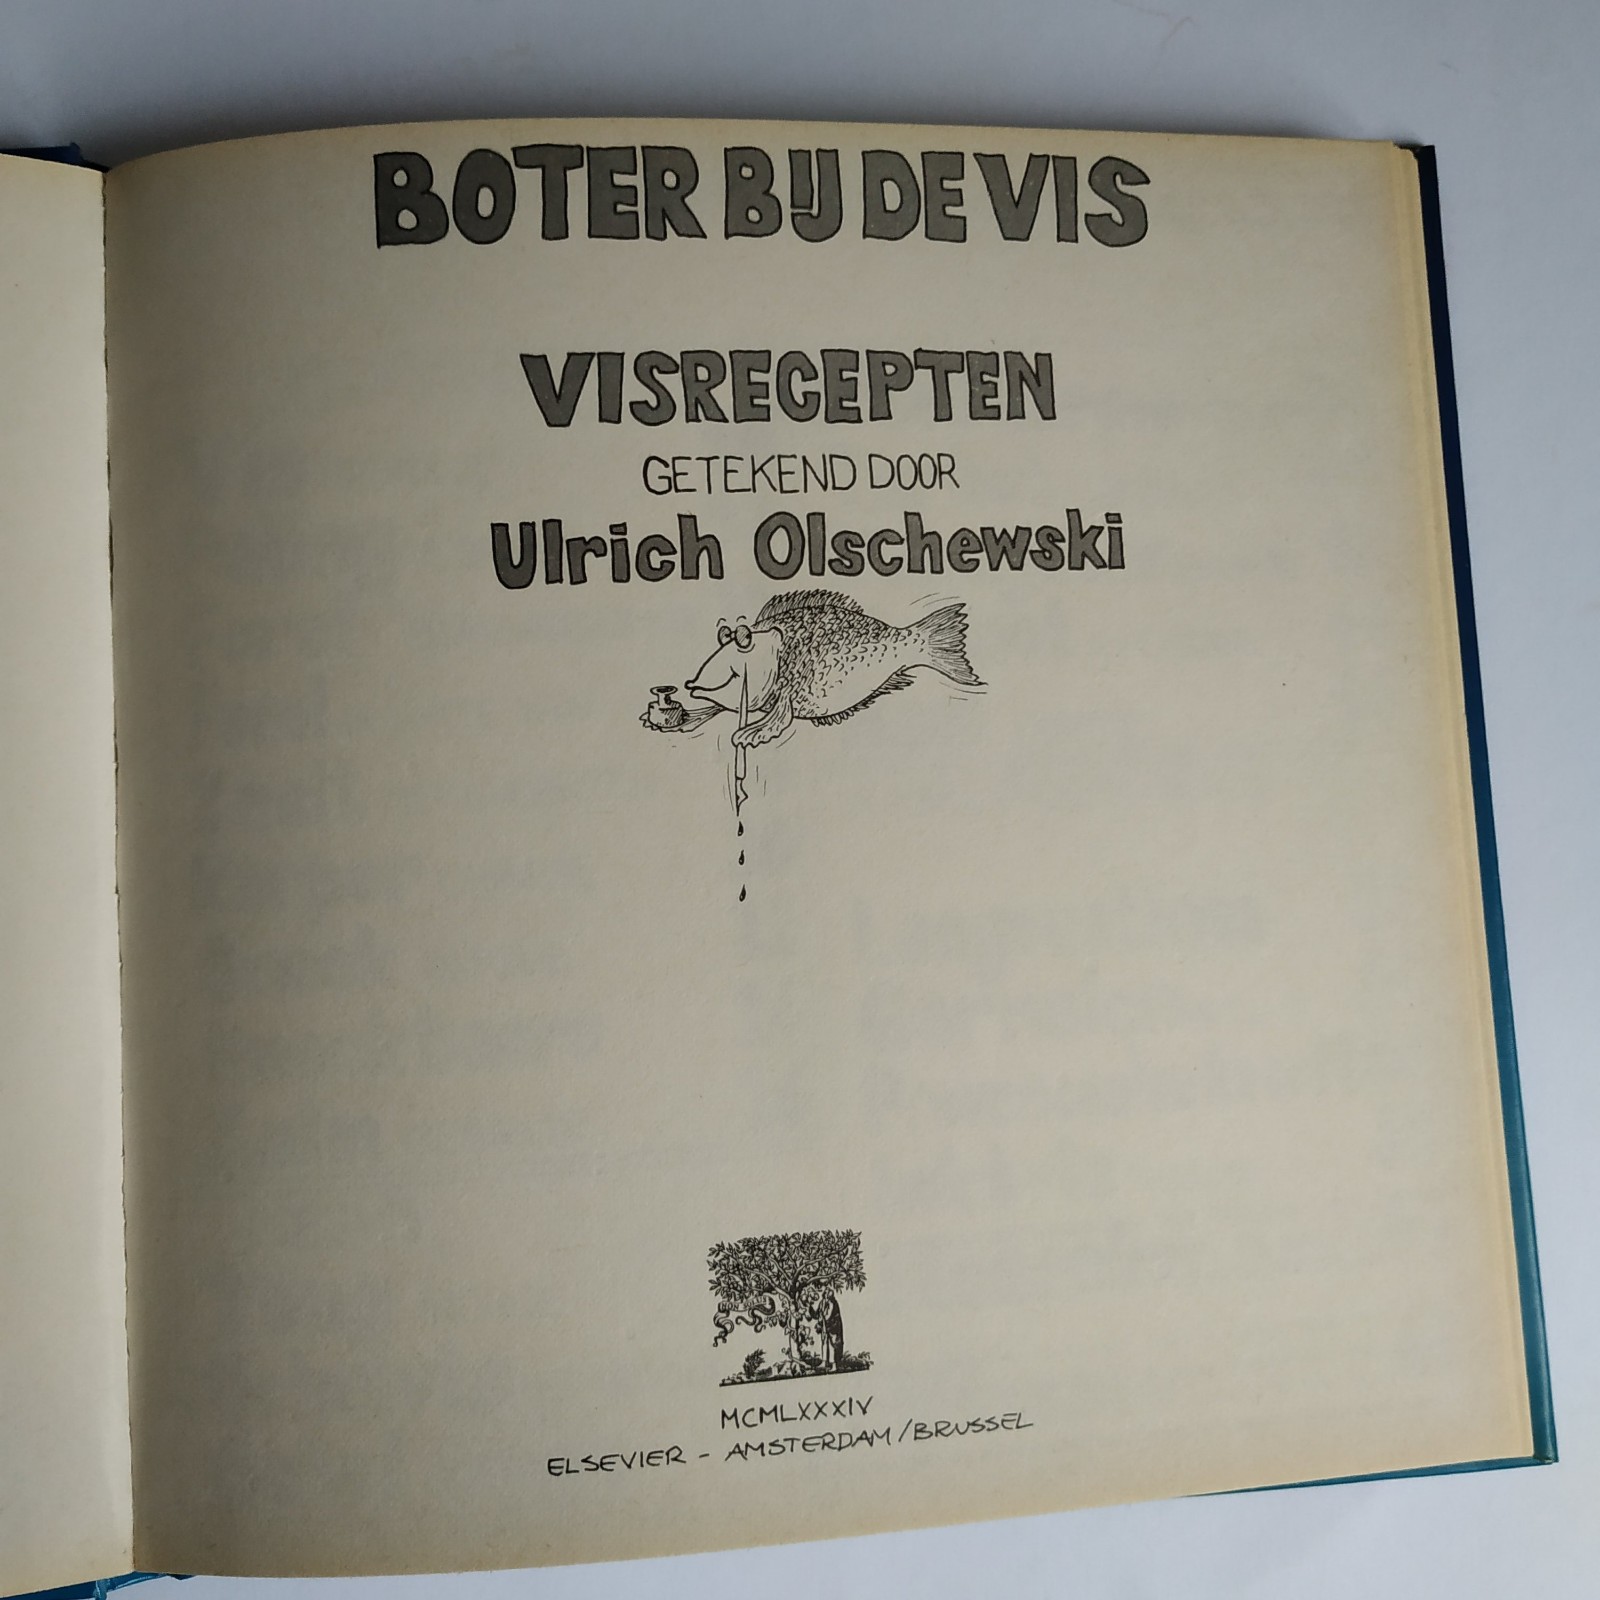 BOTER BIJ DE VIS
VISRECEPTEN
GETEKEND DOOR
Ulrich Olschewski
MCMLXXXIV
ELSEVIER - AMSTERDAM/BRUSSEL